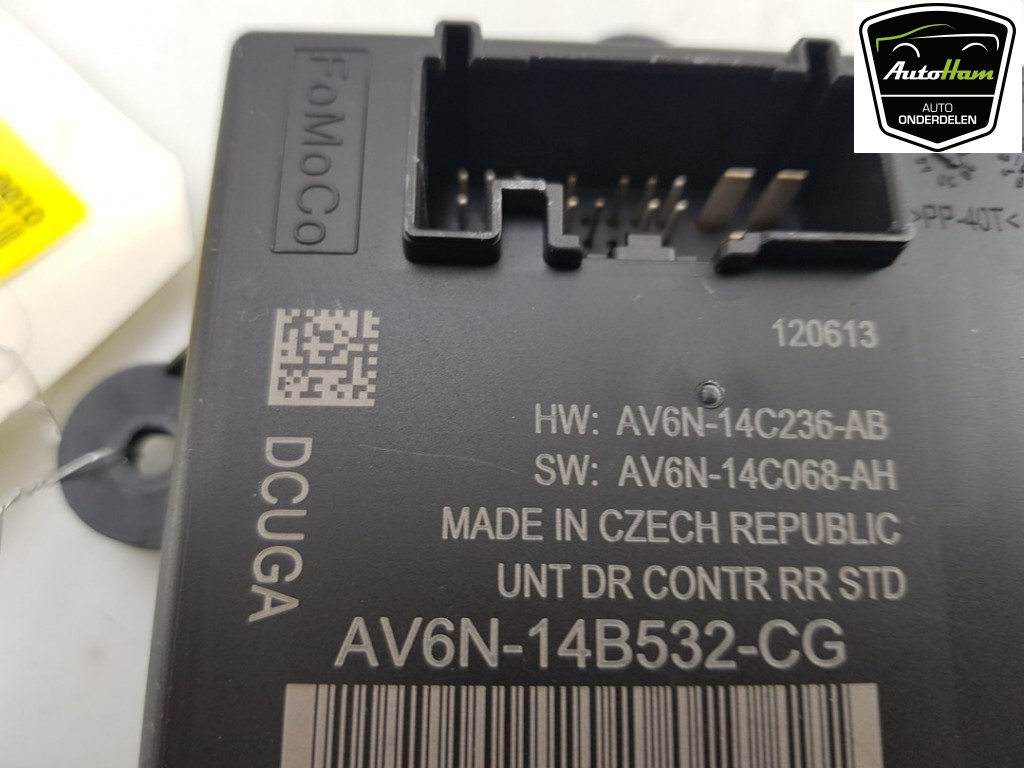 AutoHam
AUTO
ONDERDELEN
FoMoCo
>PP-40T<
120613
HW: AV6N-14C236-AB
SW: AV6N-14C068-AH
MADE IN CZECH REPUBLIC
UNT DR CONTR RR STD
DCUGA
AV6N-14B532-CG